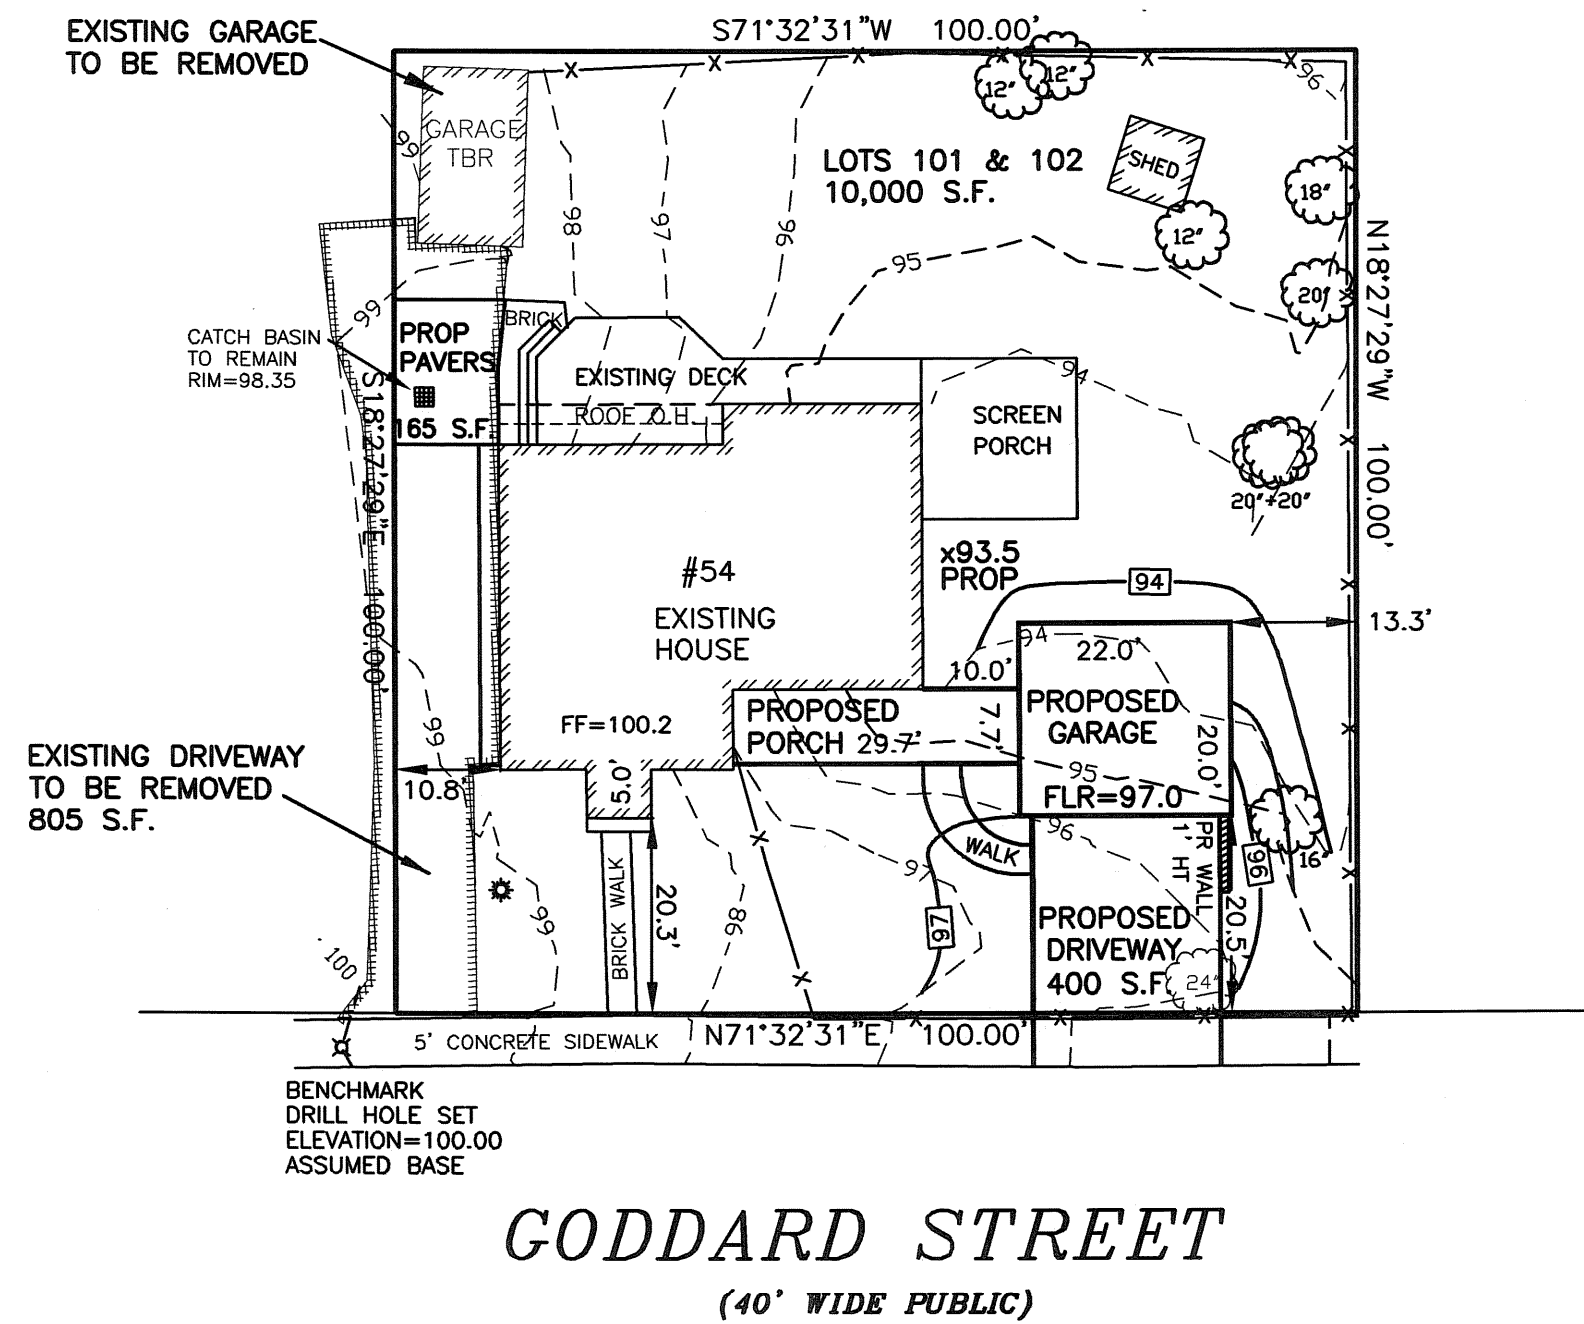 EXISTING GARAGE
TO BE REMOVED
S71°32'31"W 100.00'
12"
12"
96
GARAGE
TBR
99
LOTS 101 & 102
10,000 S.F.
SHED
18"
12"
98
97
96
95
20"
N18°27'29"W 100.00'
99
CATCH BASIN
TO REMAIN
RIM=98.35
PROP
PAVERS
165 S.F.
BRICK
EXISTING DECK
ROOF O.H.
94
SCREEN
PORCH
20"+20"
S18°27'29"E 100.00'
#54
EXISTING
HOUSE
x93.5
PROP
94
13.3'
94
22.0'
10.0'
FF=100.2
PROPOSED
PORCH 29.7'
7.7'
PROPOSED
GARAGE
20.0'
95
FLR=97.0
99
EXISTING DRIVEWAY
TO BE REMOVED
805 S.F.
10.8'
5.0'
96
WALK
PR WALL
1' HT
96
16"
97
BRICK WALK
20.3'
98
99
97
PROPOSED
DRIVEWAY
400 S.F.
20.5'
24"
100
5' CONCRETE SIDEWALK
N71°32'31"E 100.00'
BENCHMARK
DRILL HOLE SET
ELEVATION=100.00
ASSUMED BASE
GODDARD STREET
(40' WIDE PUBLIC)